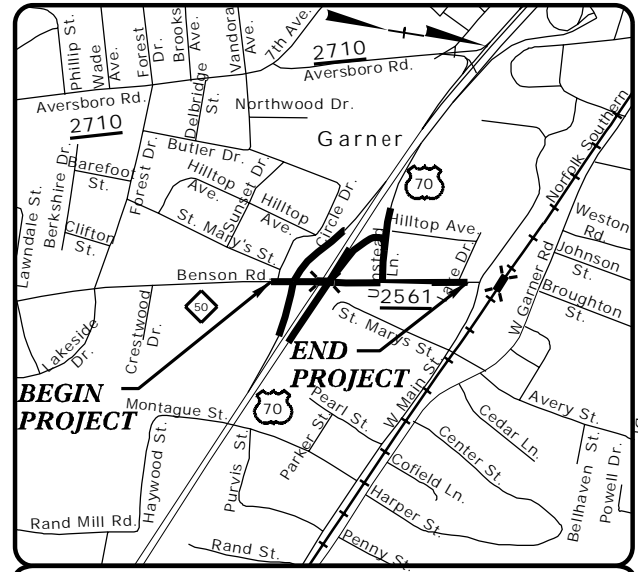 Phillip St.
Wade Ave.
Forest Dr.
Brooks Ave.
Vandora Ave.
7th Ave.
2710
Aversboro Rd.
Aversboro Rd.
2710
Delbridge St.
Northwood Dr.
Garner
Norfolk Southern
Butler Dr.
Berkshire Dr.
Barefoot St.
Forest Dr.
Hilltop Ave.
Sunset Dr.
Hilltop Ave.
Circle Dr.
70
Lawndale St.
Clifton St.
St. Mary's St.
Hilltop Ave.
Weston Rd.
Johnson St.
Broughton St.
Benson Rd
Ln.
Lake Dr.
2561
W Garner Rd
50
Crestwood Dr.
Lakeside Dr.
St. Marys St.
END PROJECT
BEGIN PROJECT
70
Montague St.
Pearl St.
W Main St.
Avery St.
Cedar Ln.
Center St.
Haywood St.
Purvis St.
Parker St.
Cofield Ln.
Bellhaven St.
Powell Dr.
Harper St.
Rand Mill Rd.
Rand St.
Penny St.